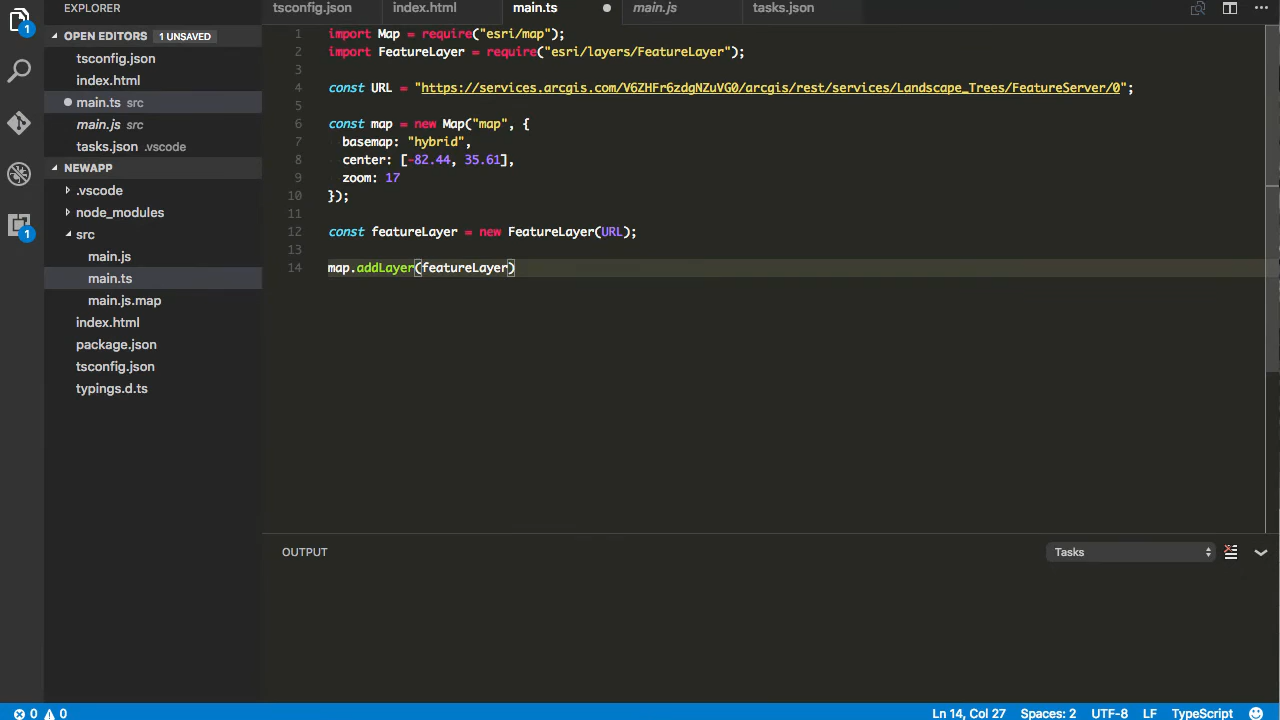 EXPLORER
OPEN EDITORS 1 UNSAVED
tsconfig.json
index.html
main.ts src
main.js src
tasks.json .vscode
NEWAPP
.vscode
node_modules
src
main.js
main.ts
main.js.map
index.html
package.json
tsconfig.json
typings.d.ts
1
1
tsconfig.json index.html main.ts main.js tasks.json
1 import Map = require("esri/map");
2 import FeatureLayer = require("esri/layers/FeatureLayer");
3
4 const URL = "https://services.arcgis.com/V6ZHFr6zdgNZuVG0/arcgis/rest/services/Landscape_Trees/FeatureServer/0";
5
6 const map = new Map("map", {
7 basemap: "hybrid",
8 center: [-82.44, 35.61],
9 zoom: 17
10 });
11
12 const featureLayer = new FeatureLayer(URL);
13
14 map.addLayer(featureLayer)
OUTPUT Tasks
0 0 Ln 14, Col 27 Spaces: 2 UTF-8 LF TypeScript